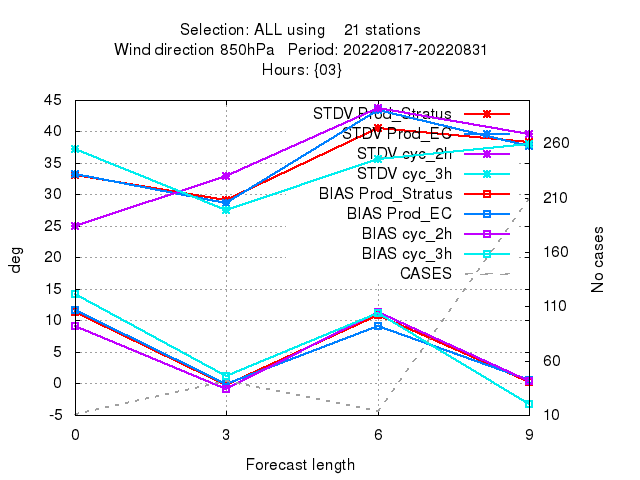 Selection: ALL using 21 stations
Wind direction 850hPa Period: 20220817-20220831
Hours: {03}
45
40
35
30
25
20
15
10
5
0
-5
deg
STDV Prod_Stratus
STDV Prod_EC
STDV cyc_2h
STDV cyc_3h
BIAS Prod_Stratus
BIAS Prod_EC
BIAS cyc_2h
BIAS cyc_3h
CASES
260
210
160
110
60
10
No cases
0 3 6 9
Forecast length